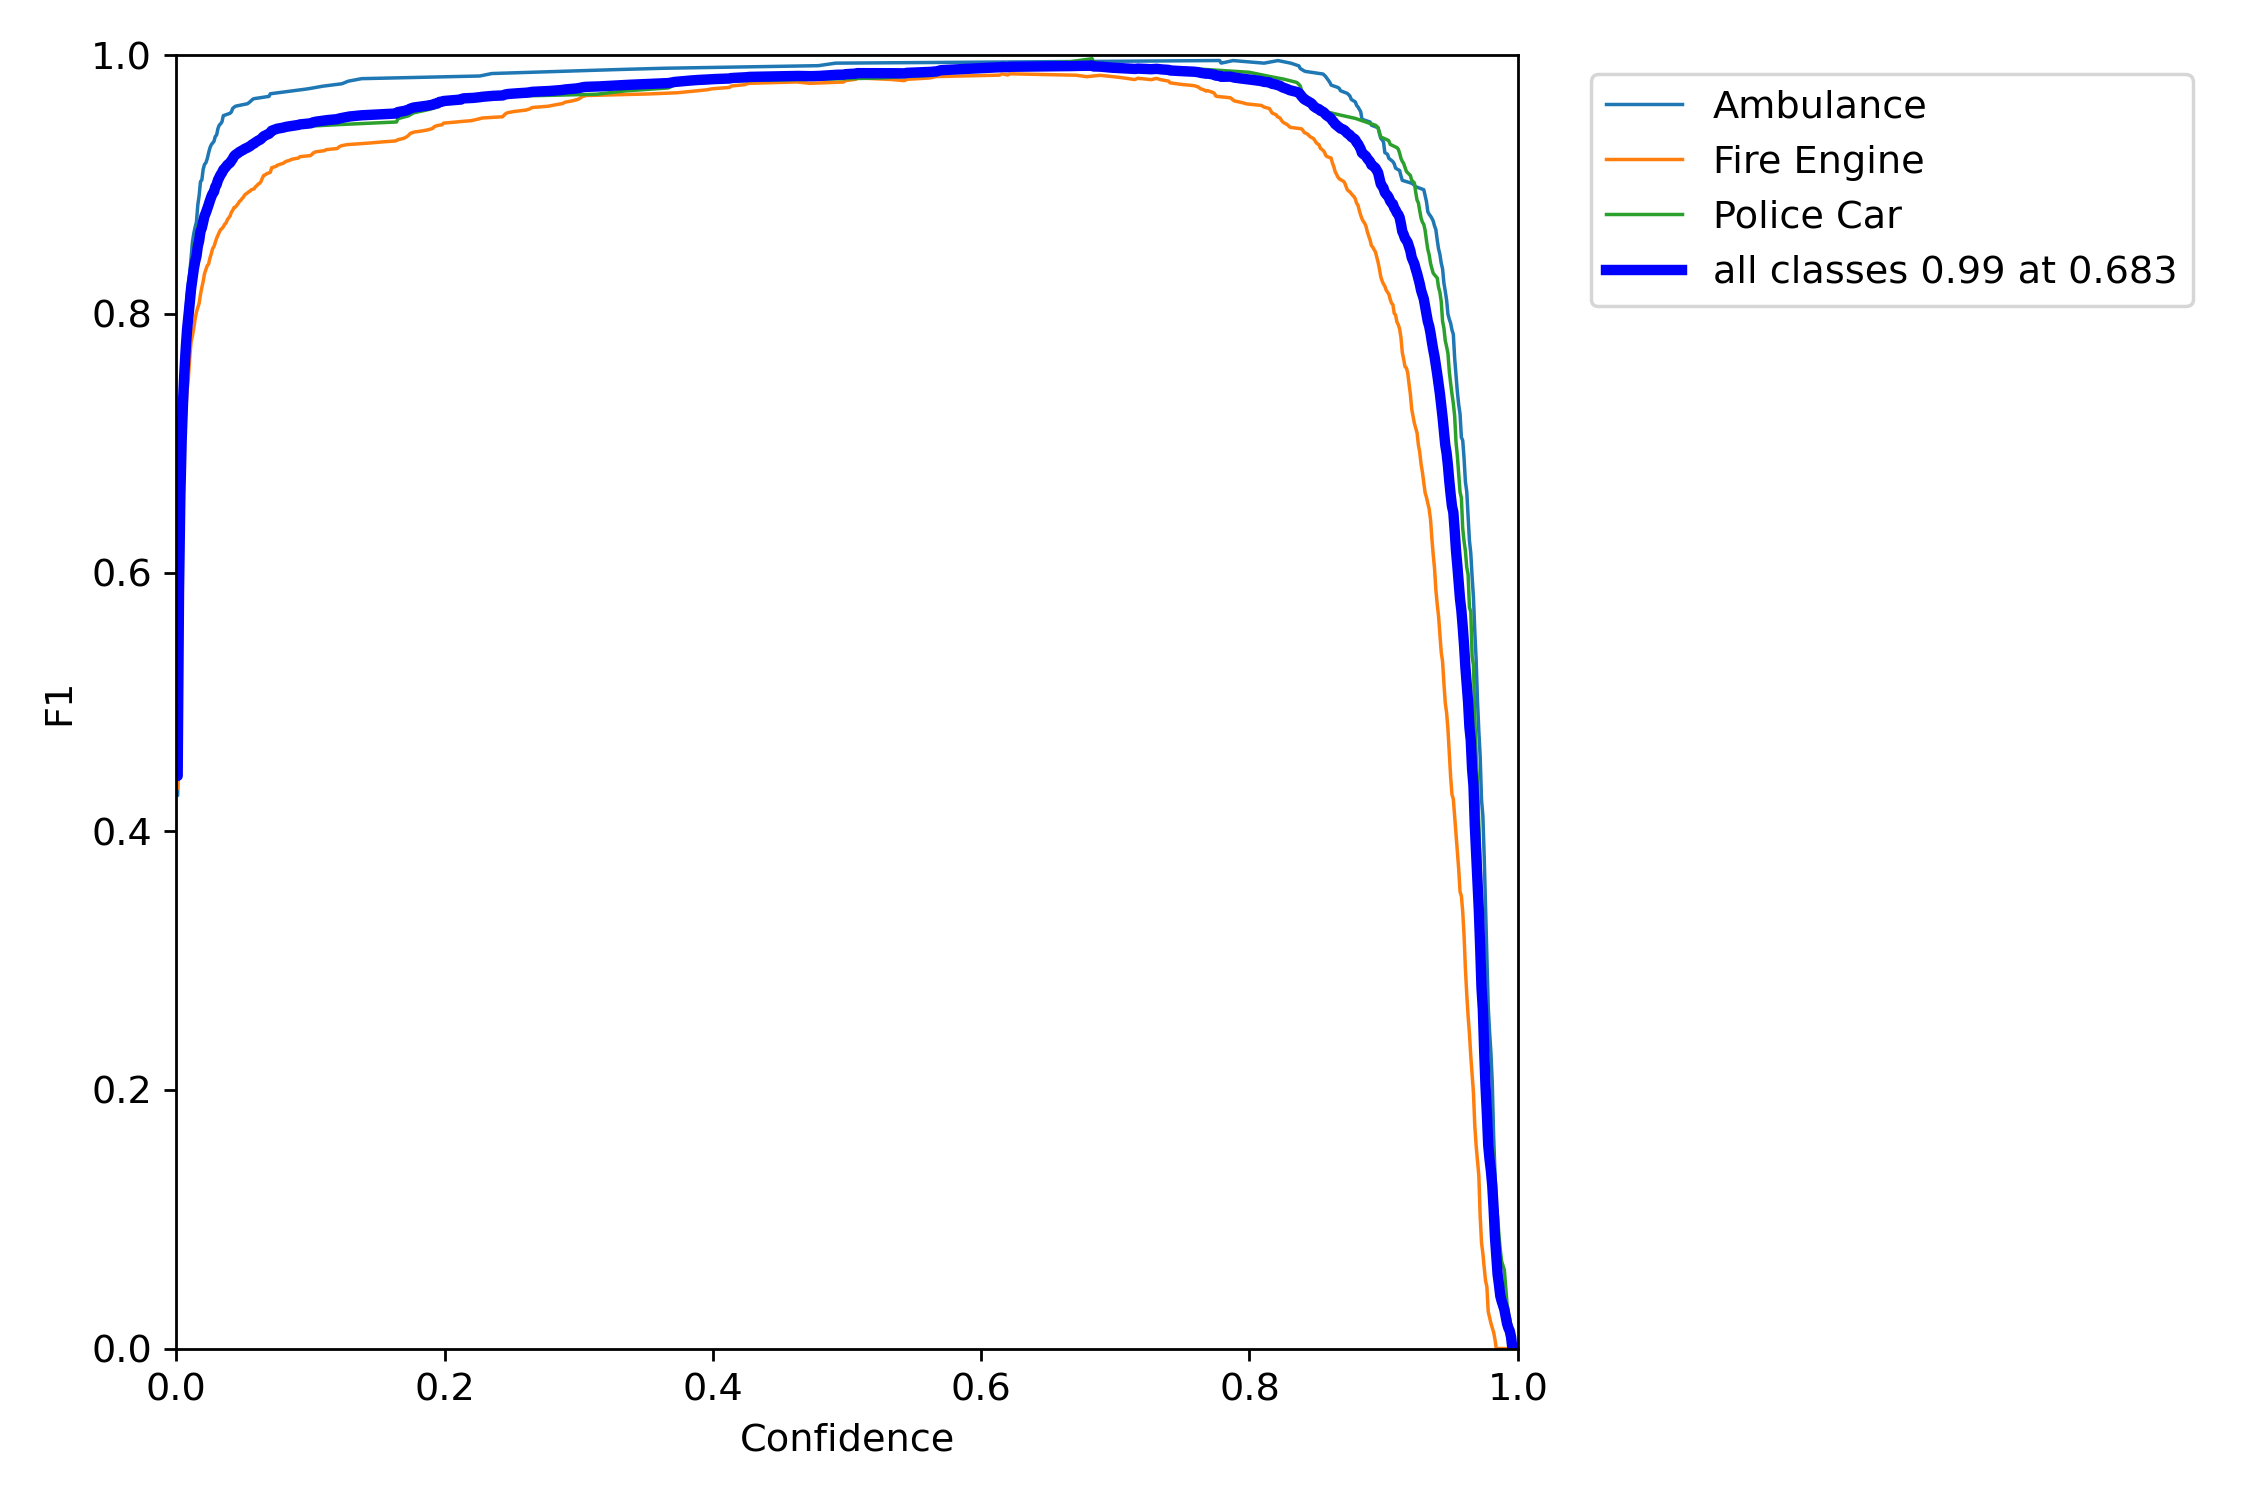 1.0
0.8
0.6
0.4
0.2
0.0
F1
0.0 0.2 0.4 0.6 0.8 1.0
Confidence
Ambulance
Fire Engine
Police Car
all classes 0.99 at 0.683